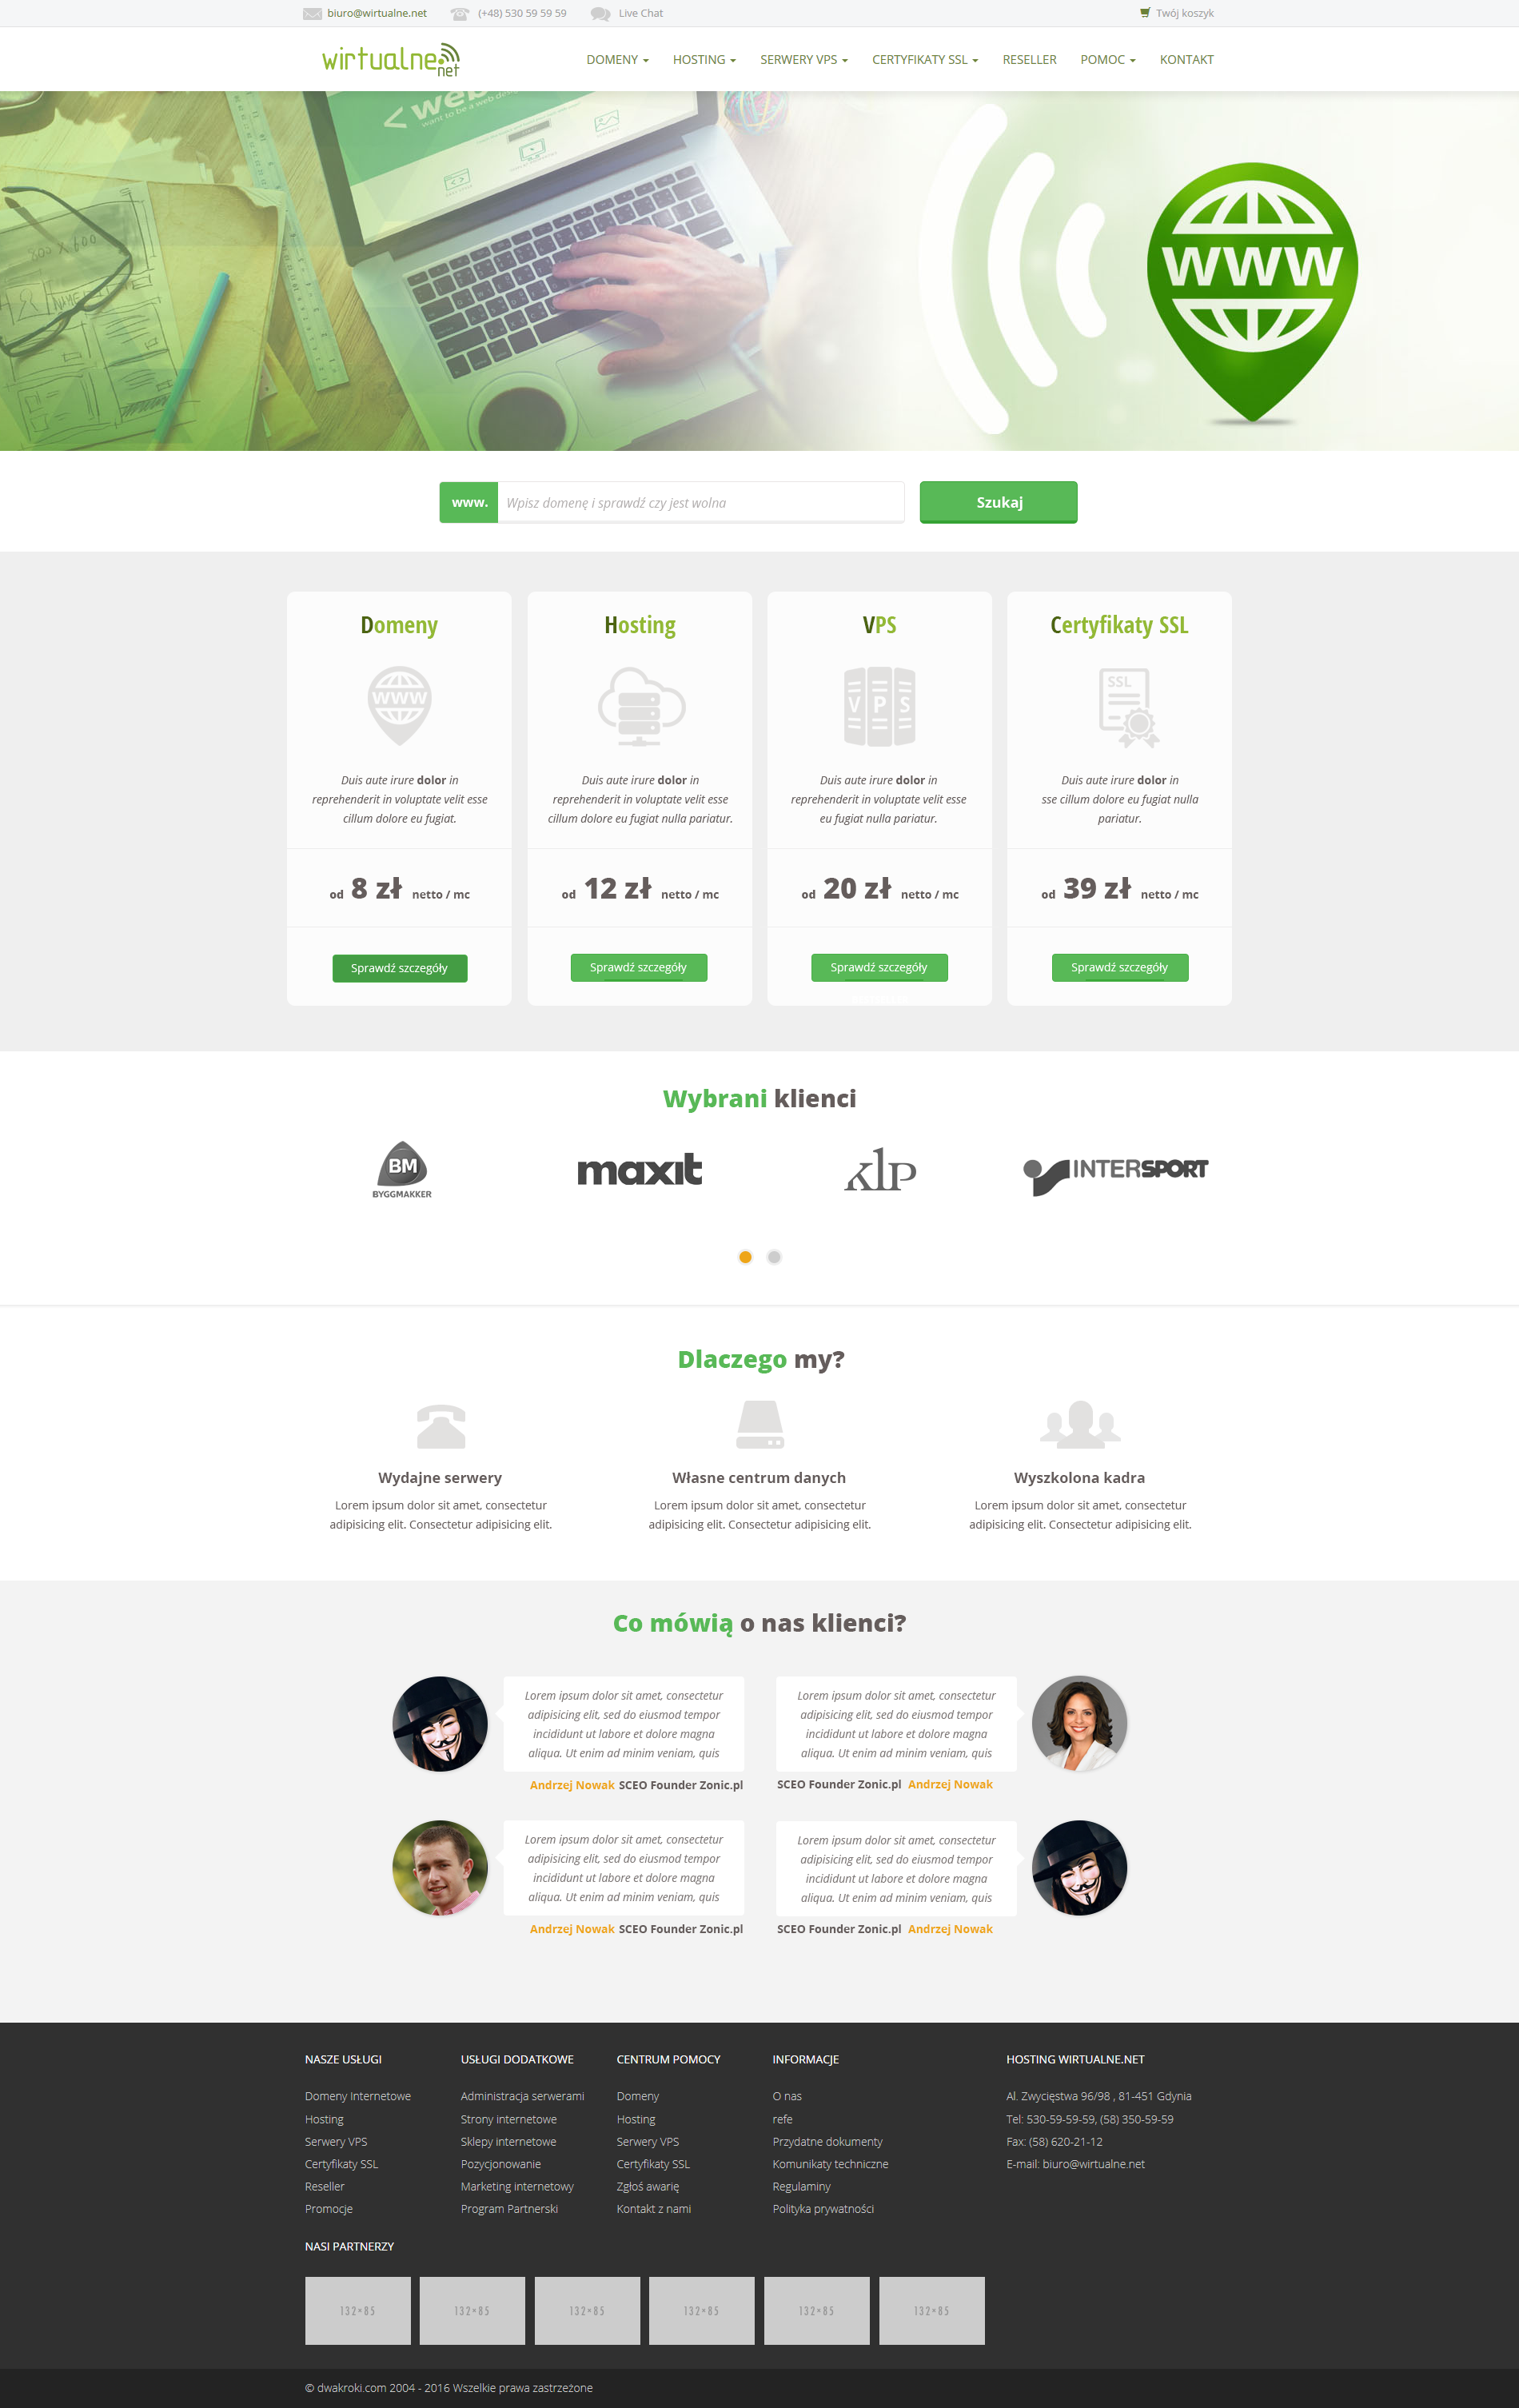 biuro@wirtualne.net (+48) 530 59 59 59 Live Chat Twój koszyk
wirtualne.net
DOMENY HOSTING SERWERY VPS CERTYFIKATY SSL RESELLER POMOC KONTAKT
< web
want to be a web
WWW
www. Wpisz domenę i sprawdź czy jest wolna Szukaj
Domeny
WWW
Duis aute irure dolor in
reprehenderit in voluptate velit esse
cillum dolore eu fugiat.
od 8 zł netto / mc
Sprawdź szczegóły
Hosting
Duis aute irure dolor in
reprehenderit in voluptate velit esse
cillum dolore eu fugiat nulla pariatur.
od 12 zł netto / mc
Sprawdź szczegóły
VPS
VPS
Duis aute irure dolor in
reprehenderit in voluptate velit esse
eu fugiat nulla pariatur.
od 20 zł netto / mc
Sprawdź szczegóły
Certyfikaty SSL
SSL
Duis aute irure dolor in
sse cillum dolore eu fugiat nulla
pariatur.
od 39 zł netto / mc
Sprawdź szczegóły
Wybrani klienci
BM
BYGGMAKKER
maxit
klp
INTERSPORT
Dlaczego my?
Wydajne serwery
Lorem ipsum dolor sit amet, consectetur
adipisicing elit. Consectetur adipisicing elit.
Własne centrum danych
Lorem ipsum dolor sit amet, consectetur
adipisicing elit. Consectetur adipisicing elit.
Wyszkolona kadra
Lorem ipsum dolor sit amet, consectetur
adipisicing elit. Consectetur adipisicing elit.
Co mówią o nas klienci?
Lorem ipsum dolor sit amet, consectetur
adipisicing elit, sed do eiusmod tempor
incididunt ut labore et dolore magna
aliqua. Ut enim ad minim veniam, quis
Andrzej Nowak SCEO Founder Zonic.pl
Lorem ipsum dolor sit amet, consectetur
adipisicing elit, sed do eiusmod tempor
incididunt ut labore et dolore magna
aliqua. Ut enim ad minim veniam, quis
SCEO Founder Zonic.pl Andrzej Nowak
Lorem ipsum dolor sit amet, consectetur
adipisicing elit, sed do eiusmod tempor
incididunt ut labore et dolore magna
aliqua. Ut enim ad minim veniam, quis
Andrzej Nowak SCEO Founder Zonic.pl
Lorem ipsum dolor sit amet, consectetur
adipisicing elit, sed do eiusmod tempor
incididunt ut labore et dolore magna
aliqua. Ut enim ad minim veniam, quis
SCEO Founder Zonic.pl Andrzej Nowak
NASZE USŁUGI
Domeny Internetowe
Hosting
Serwery VPS
Certyfikaty SSL
Reseller
Promocje
USŁUGI DODATKOWE
Administracja serwerami
Strony internetowe
Sklepy internetowe
Pozycjonowanie
Marketing internetowy
Program Partnerski
CENTRUM POMOCY
Domeny
Hosting
Serwery VPS
Certyfikaty SSL
Zgłoś awarię
Kontakt z nami
INFORMACJE
O nas
refe
Przydatne dokumenty
Komunikaty techniczne
Regulaminy
Polityka prywatności
HOSTING WIRTUALNE.NET
Al. Zwycięstwa 96/98 , 81-451 Gdynia
Tel: 530-59-59-59, (58) 350-59-59
Fax: (58) 620-21-12
E-mail: biuro@wirtualne.net
NASI PARTNERZY
132×85 132×85 132×85 132×85 132×85 132×85
© dwakroki.com 2004 - 2016 Wszelkie prawa zastrzeżone